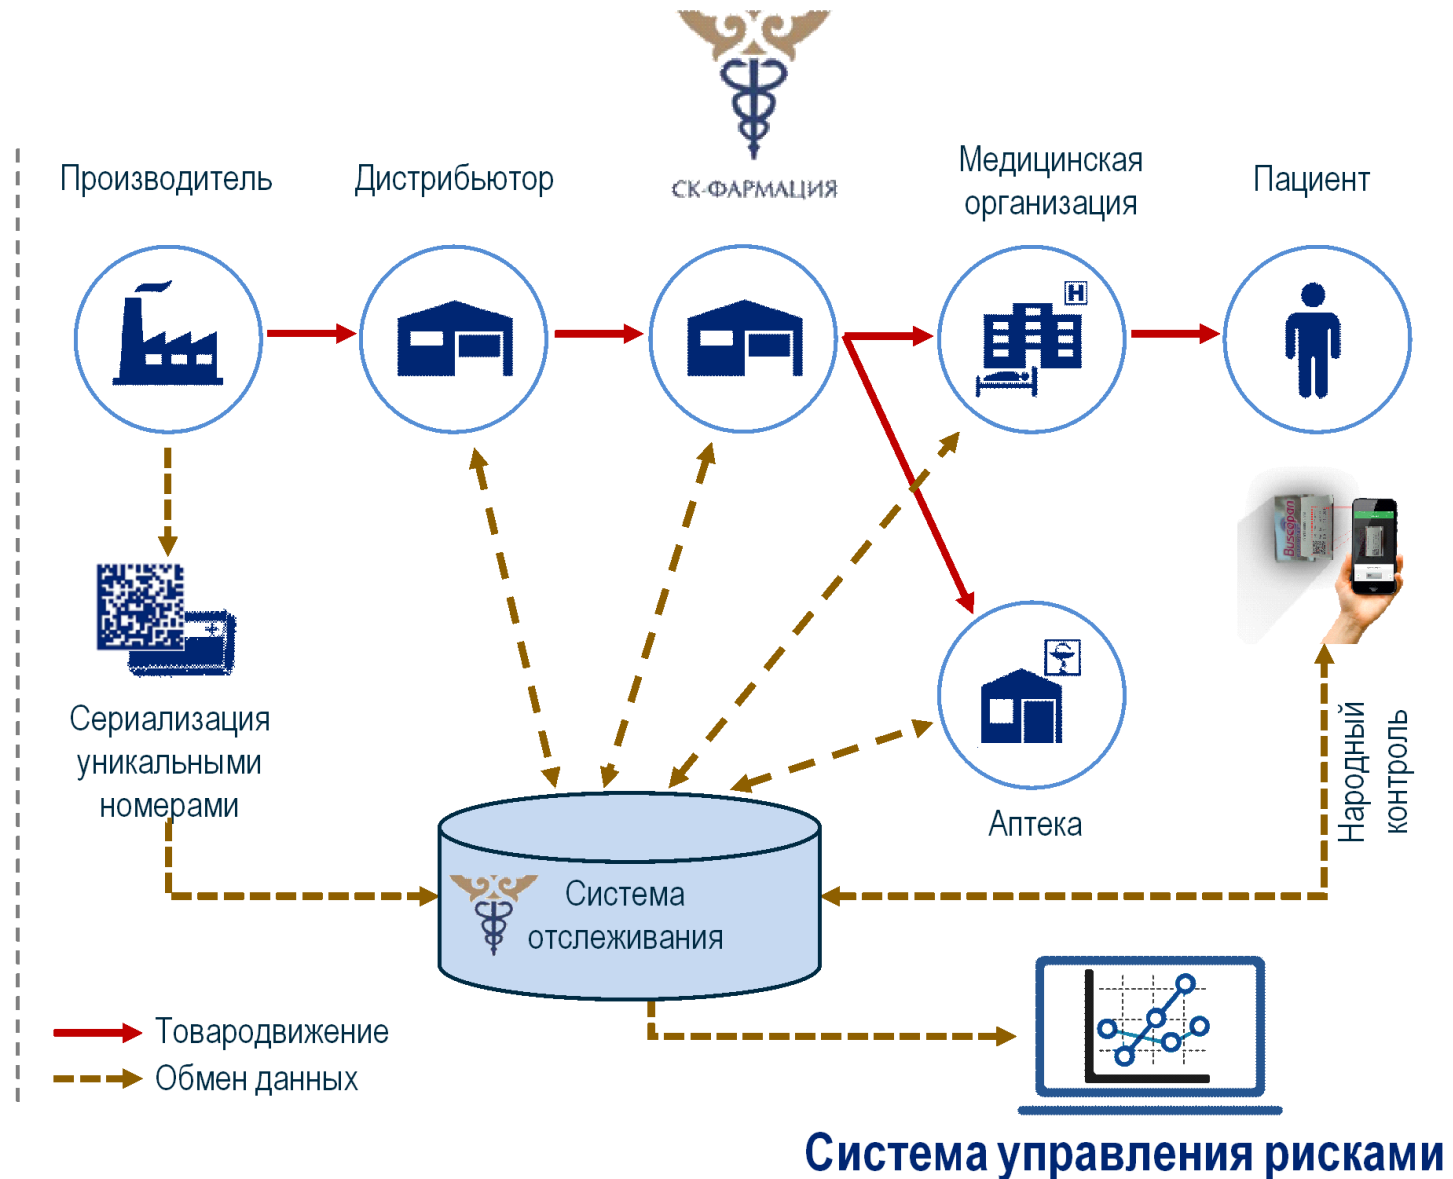 СК-ФАРМАЦИЯ
Производитель
Дистрибьютор
Медицинская
организация
Пациент
H
Buscopan
Сериализация
уникальными
номерами
Аптека
Народный
контроль
Система
отслеживания
Товародвижение
Обмен данных
Система управления рисками